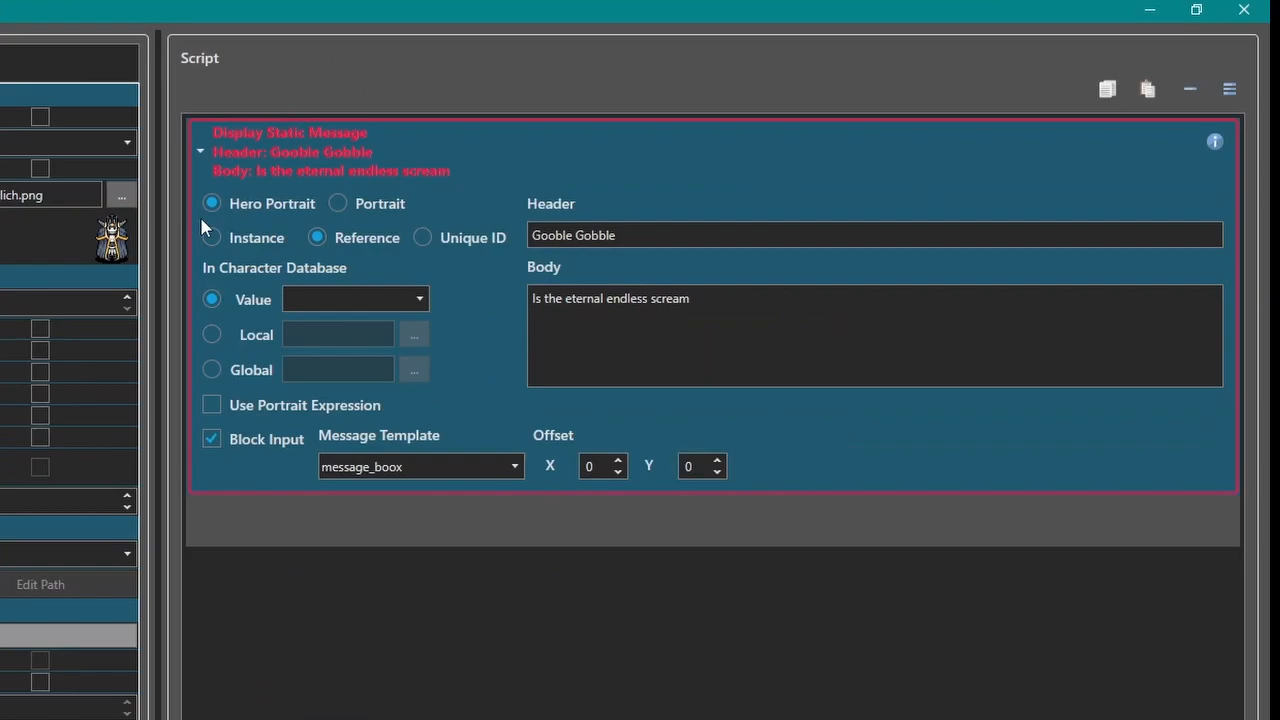 Script
Display Static Message
Header: Gooble Gobble
Body: Is the eternal endless scream
Hero Portrait
Portrait
Header
Instance
Reference
Unique ID
Gooble Gobble
In Character Database
Body
Value
Is the eternal endless scream
Local
...
Global
...
Use Portrait Expression
Block Input
Message Template
Offset
message_boox
X
0
Y
0
lich.png
...
Edit Path